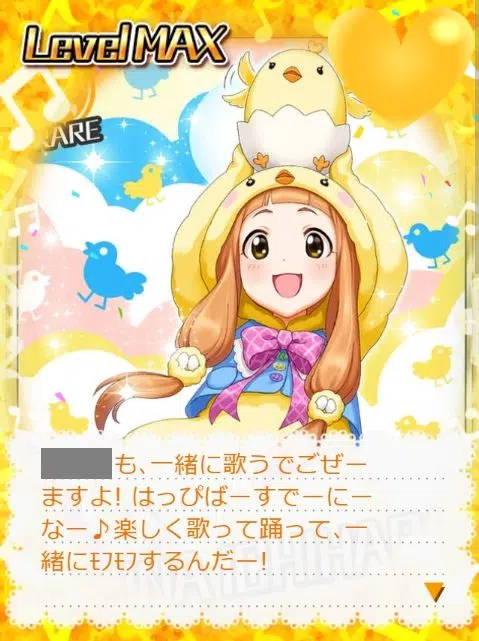 Level MAX
RARE
も、一緒に歌うでごぜー
ますよ! はっぴばーすでーにー
なー♪楽しく歌って踊って、一
緒にﾓﾌﾓﾌするんだー!